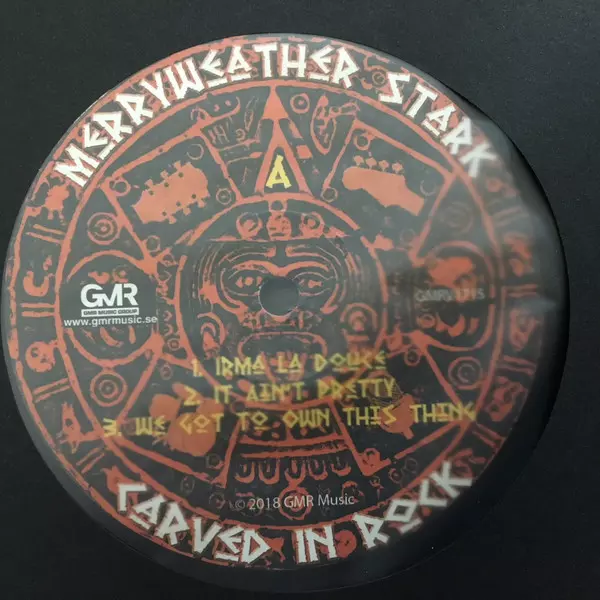 MERRYWEATHER STARK
A
GMR
GMR MUSIC GROUP
www.gmrmusic.se
1. IRMA LA DOUCE
2. IT AIN'T PRETTY
3. WE GOT TO OWN THIS THING
© 2018 GMR Music
CARVED IN ROCK